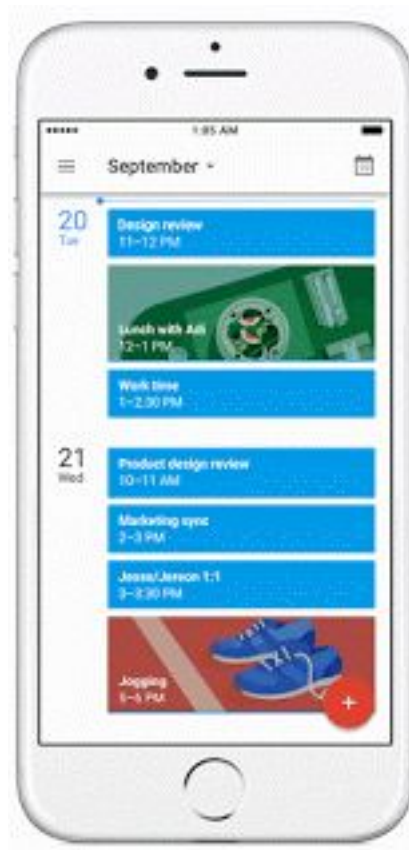 1:05 AM
September
20
Tue
Design review
11–12 PM
Lunch with Adi
12–1 PM
Work time
1–2:30 PM
21
Wed
Product design review
10–11 AM
Marketing sync
2–3 PM
1:1
3–3:30 PM
Jogging
5–6 PM
+